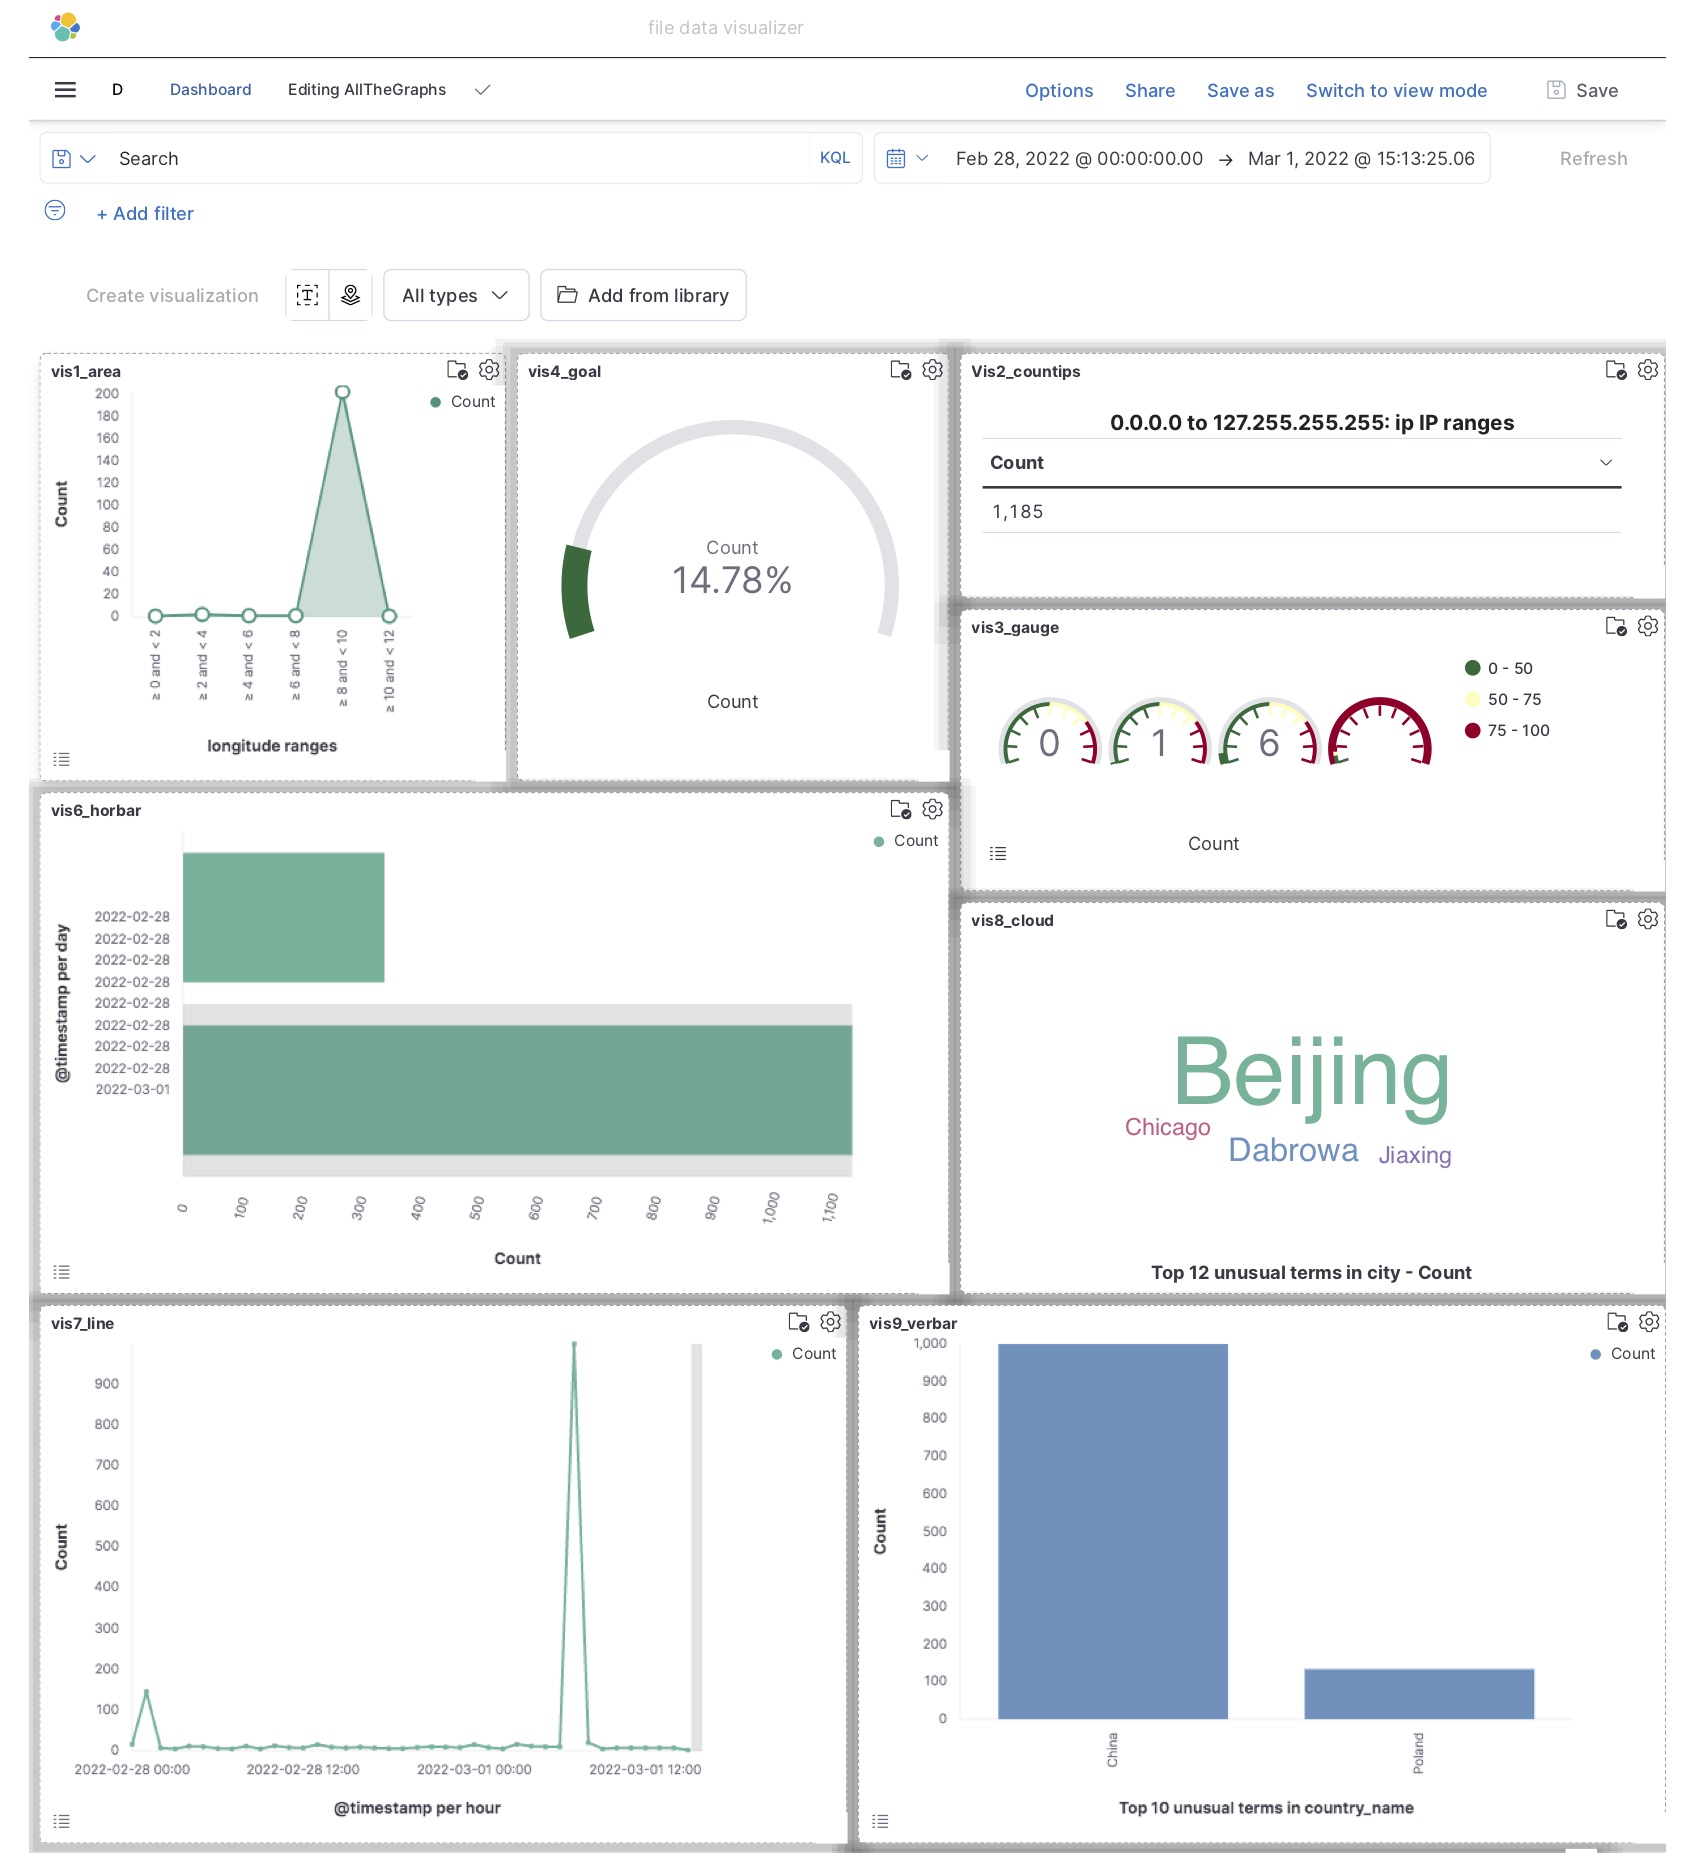 file data visualizer
D Dashboard Editing AllTheGraphs Options Share Save as Switch to view mode Save
Search KQL Feb 28, 2022 @ 00:00:00.00 → Mar 1, 2022 @ 15:13:25.06 Refresh
+ Add filter
Create visualization All types Add from library
vis1_area
Count
200
180
160
140
120
100
80
60
40
20
0
Count
≥ 0 and < 2
≥ 2 and < 4
≥ 4 and < 6
≥ 6 and < 8
≥ 8 and < 10
≥ 10 and < 12
longitude ranges
vis4_goal
Count
14.78%
Count
Vis2_countips
0.0.0.0 to 127.255.255.255: ip IP ranges
Count
1,185
vis3_gauge
0 - 50
50 - 75
75 - 100
0 1 6
Count
vis6_horbar
Count
@timestamp per day
2022-02-28
2022-02-28
2022-02-28
2022-02-28
2022-02-28
2022-02-28
2022-02-28
2022-02-28
2022-03-01
0 100 200 300 400 500 600 700 800 900 1,000 1,100
Count
vis8_cloud
Beijing
Chicago
Dabrowa
Jiaxing
Top 12 unusual terms in city - Count
vis7_line
Count
900
800
700
600
500
400
300
200
100
0
Count
2022-02-28 00:00 2022-02-28 12:00 2022-03-01 00:00 2022-03-01 12:00
@timestamp per hour
vis9_verbar
Count
1,000
900
800
700
600
500
400
300
200
100
0
Count
China
Poland
Top 10 unusual terms in country_name